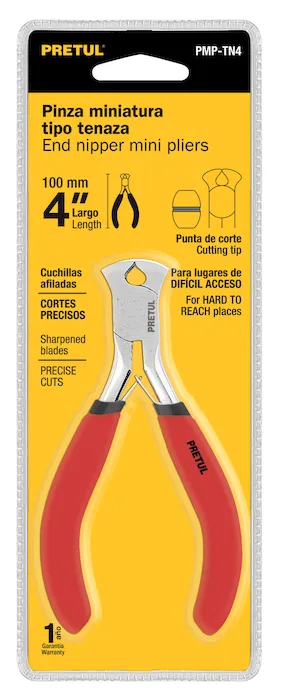 PRETUL® PMP-TN4
Pinza miniatura
tipo tenaza
End nipper mini pliers
100 mm
4” Largo
Length
Punta de corte
Cutting tip
Cuchillas
afiladas
CORTES
PRECISOS
Sharpened
blades
PRECISE
CUTS
Para lugares de
DIFÍCIL ACCESO
For HARD TO
REACH places
PRETUL
PRETUL
1 año
Garantía
Warranty